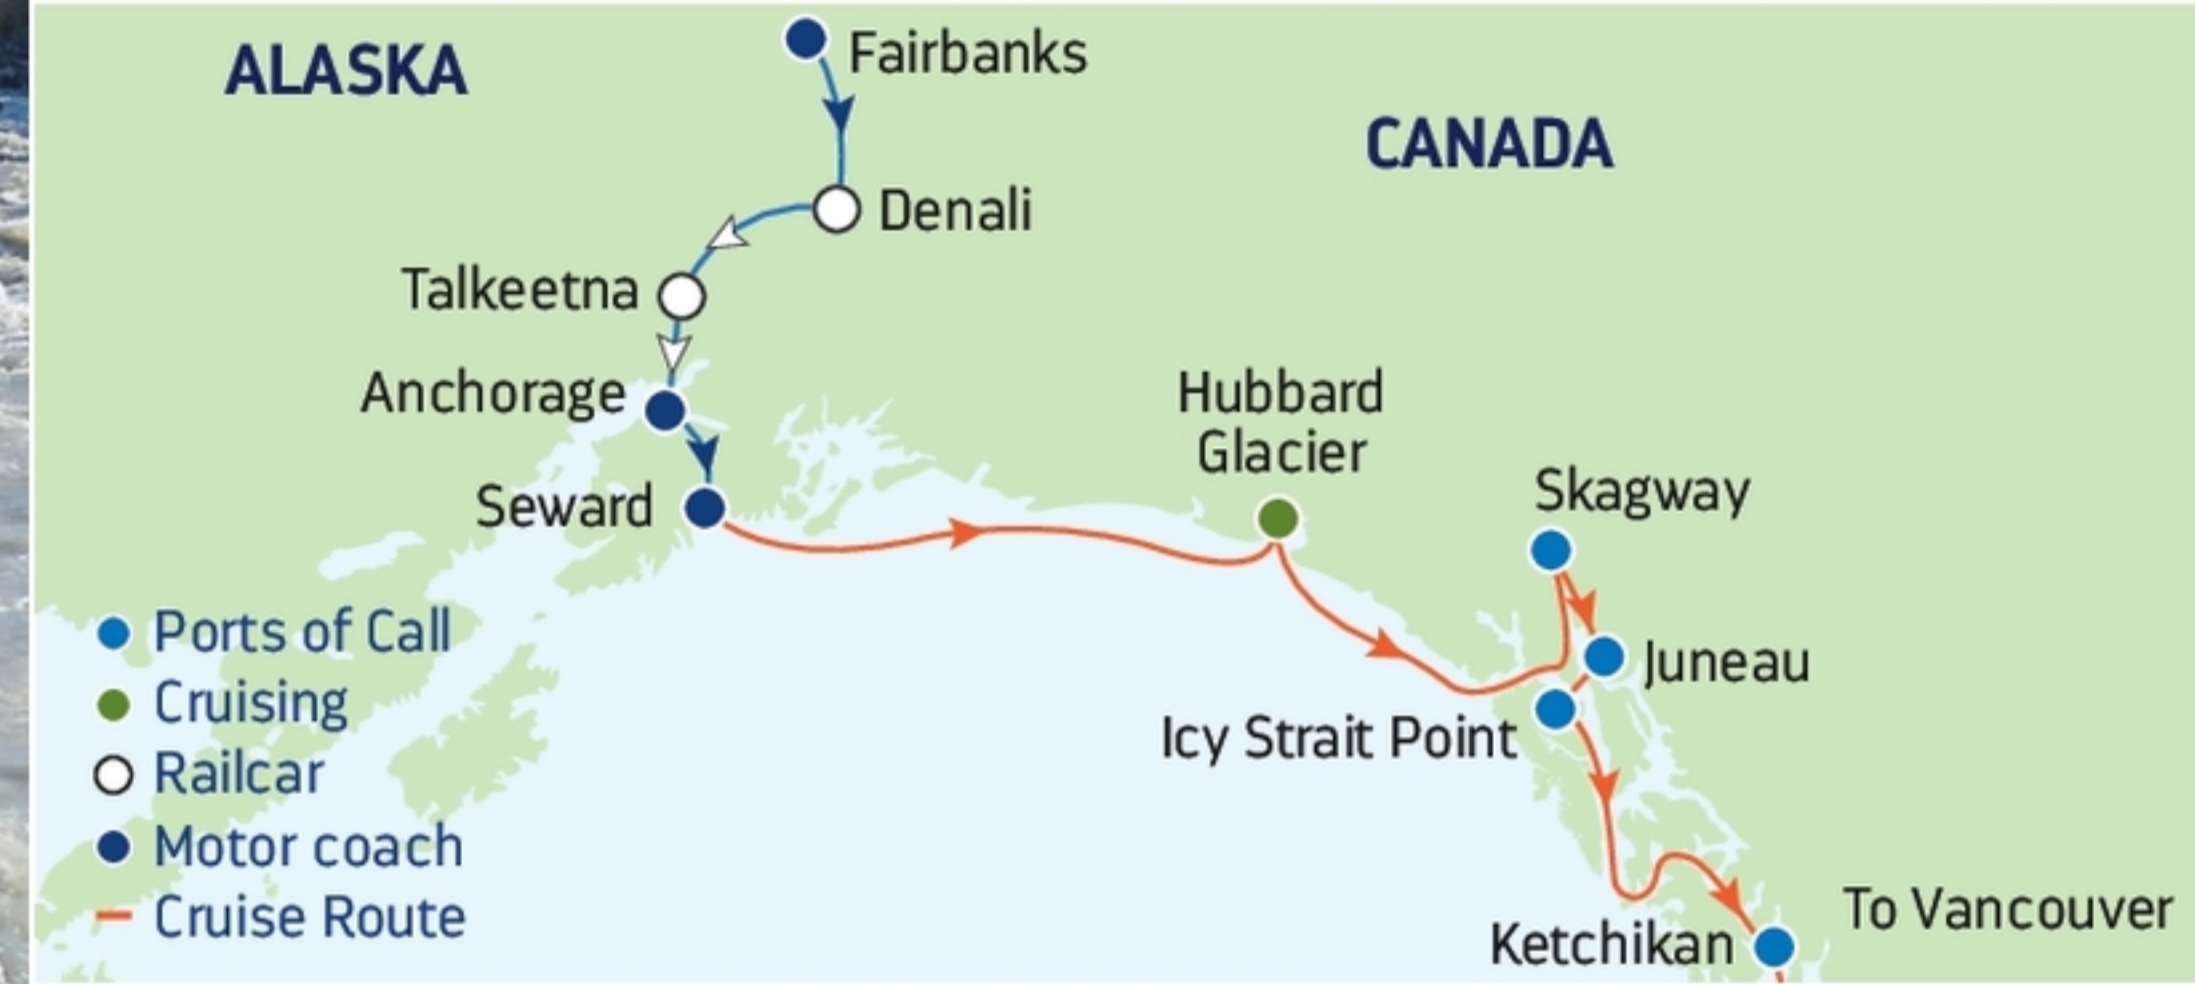 ALASKA
Fairbanks
CANADA
Denali
Talkeetna
Anchorage
Hubbard
Glacier
Seward
Skagway
Juneau
Icy Strait Point
Ketchikan
To Vancouver
Ports of Call
Cruising
Railcar
Motor coach
Cruise Route